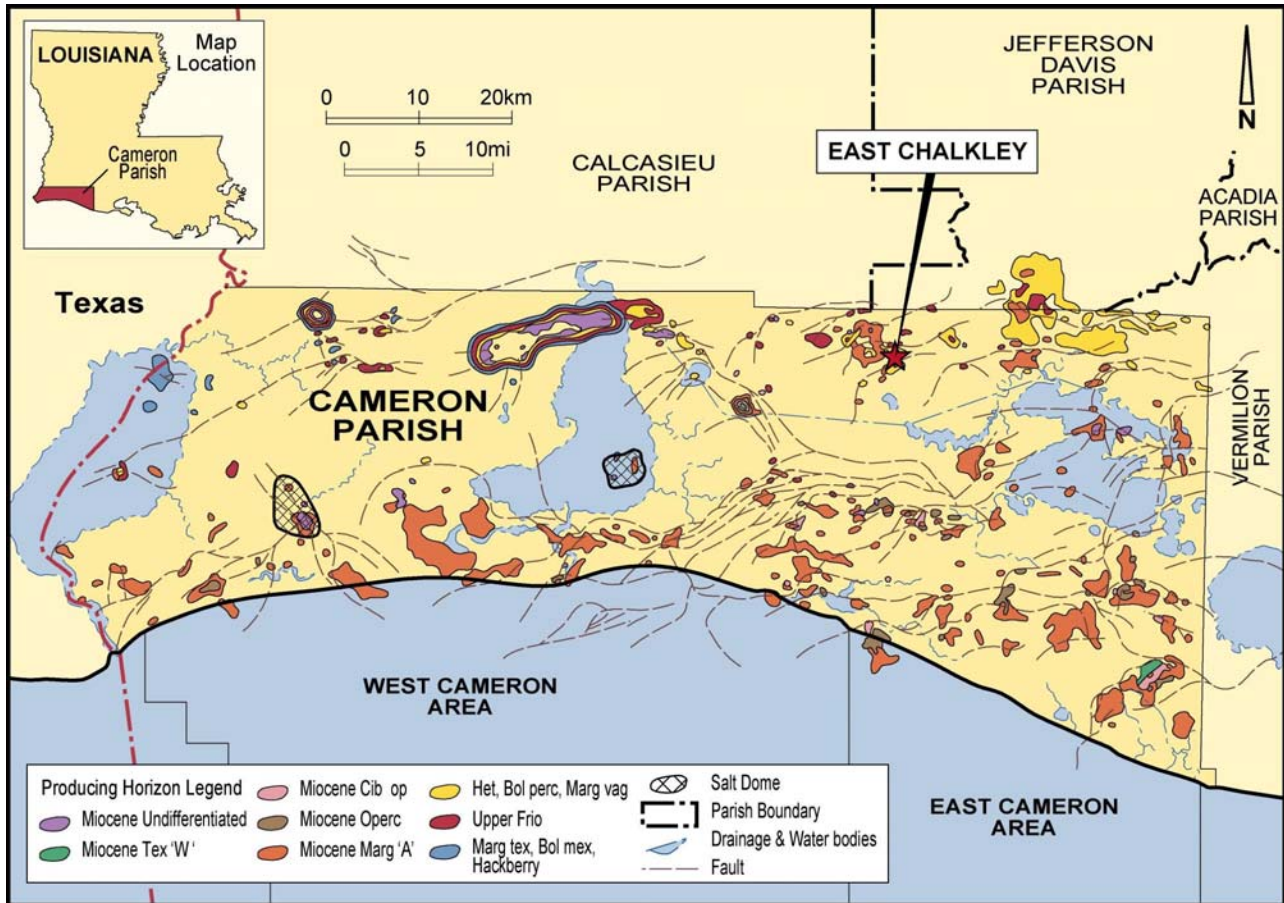 LOUISIANA
Map
Location
Cameron
Parish
0 10 20km
0 5 10mi
JEFFERSON
DAVIS
PARISH
N
EAST CHALKLEY
CALCASIEU
PARISH
ACADIA
PARISH
Texas
CAMERON
PARISH
VERMILION
PARISH
WEST CAMERON
AREA
EAST CAMERON
AREA
Producing Horizon Legend
Miocene Undifferentiated
Miocene Tex 'W'
Miocene Cib op
Miocene Operc
Miocene Marg 'A'
Het, Bol perc, Marg vag
Upper Frio
Marg tex, Bol mex,
Hackberry
Salt Dome
Parish Boundary
Drainage & Water bodies
Fault